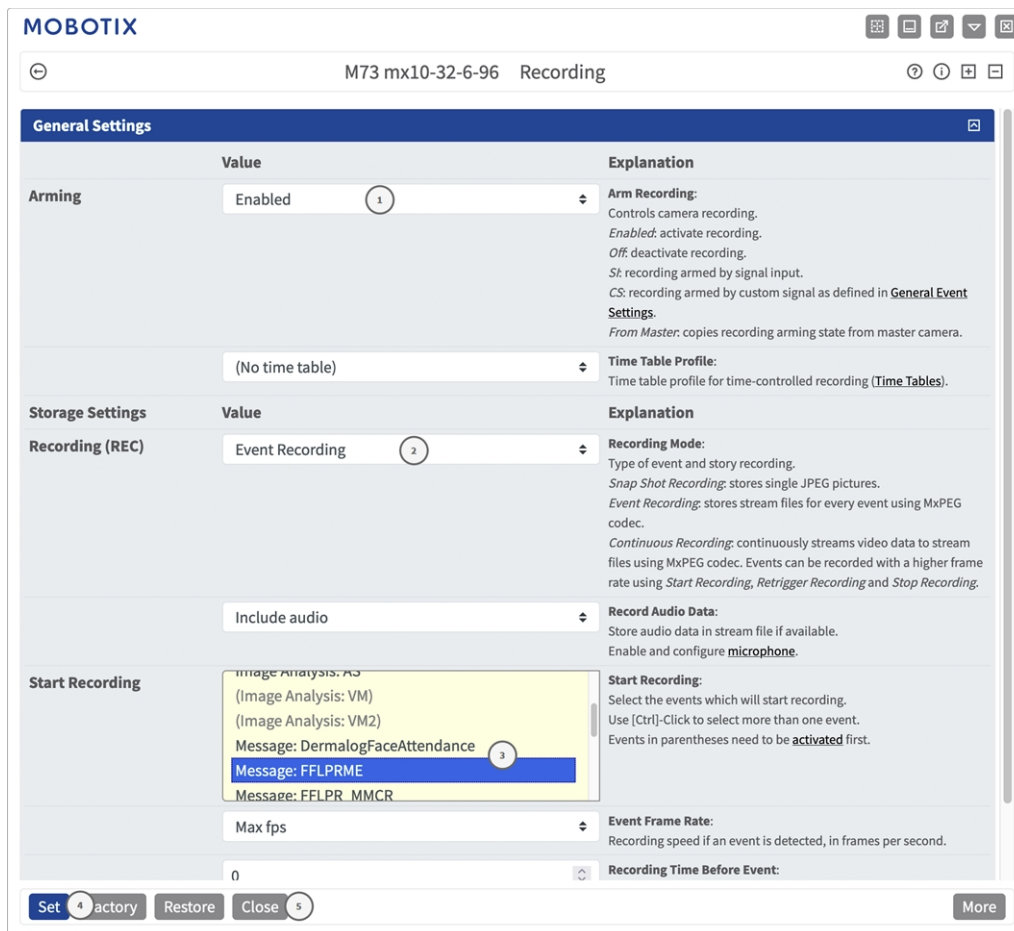 MOBOTIX
M73 mx10-32-6-96 Recording
General Settings
Value Explanation
Arming
Enabled 1
Arm Recording:
Controls camera recording.
Enabled: activate recording.
Off: deactivate recording.
SI: recording armed by signal input.
CS: recording armed by custom signal as defined in General Event
Settings.
From Master: copies recording arming state from master camera.
(No time table)
Time Table Profile:
Time table profile for time-controlled recording (Time Tables).
Storage Settings Value Explanation
Recording (REC)
Event Recording 2
Recording Mode:
Type of event and story recording.
Snap Shot Recording: stores single JPEG pictures.
Event Recording: stores stream files for every event using MxPEG
codec.
Continuous Recording: continuously streams video data to stream
files using MxPEG codec. Events can be recorded with a higher frame
rate using Start Recording, Retrigger Recording and Stop Recording.
Include audio
Record Audio Data:
Store audio data in stream file if available.
Enable and configure microphone.
Start Recording
Image Analysis: AS
(Image Analysis: VM)
(Image Analysis: VM2)
Message: DermalogFaceAttendance 3
Message: FFLPRME
Message: FFLPR_MMCR
Start Recording:
Select the events which will start recording.
Use [Ctrl]-Click to select more than one event.
Events in parentheses need to be activated first.
Max fps
Event Frame Rate:
Recording speed if an event is detected, in frames per second.
0
Recording Time Before Event:
Set 4 actory Restore Close 5 More